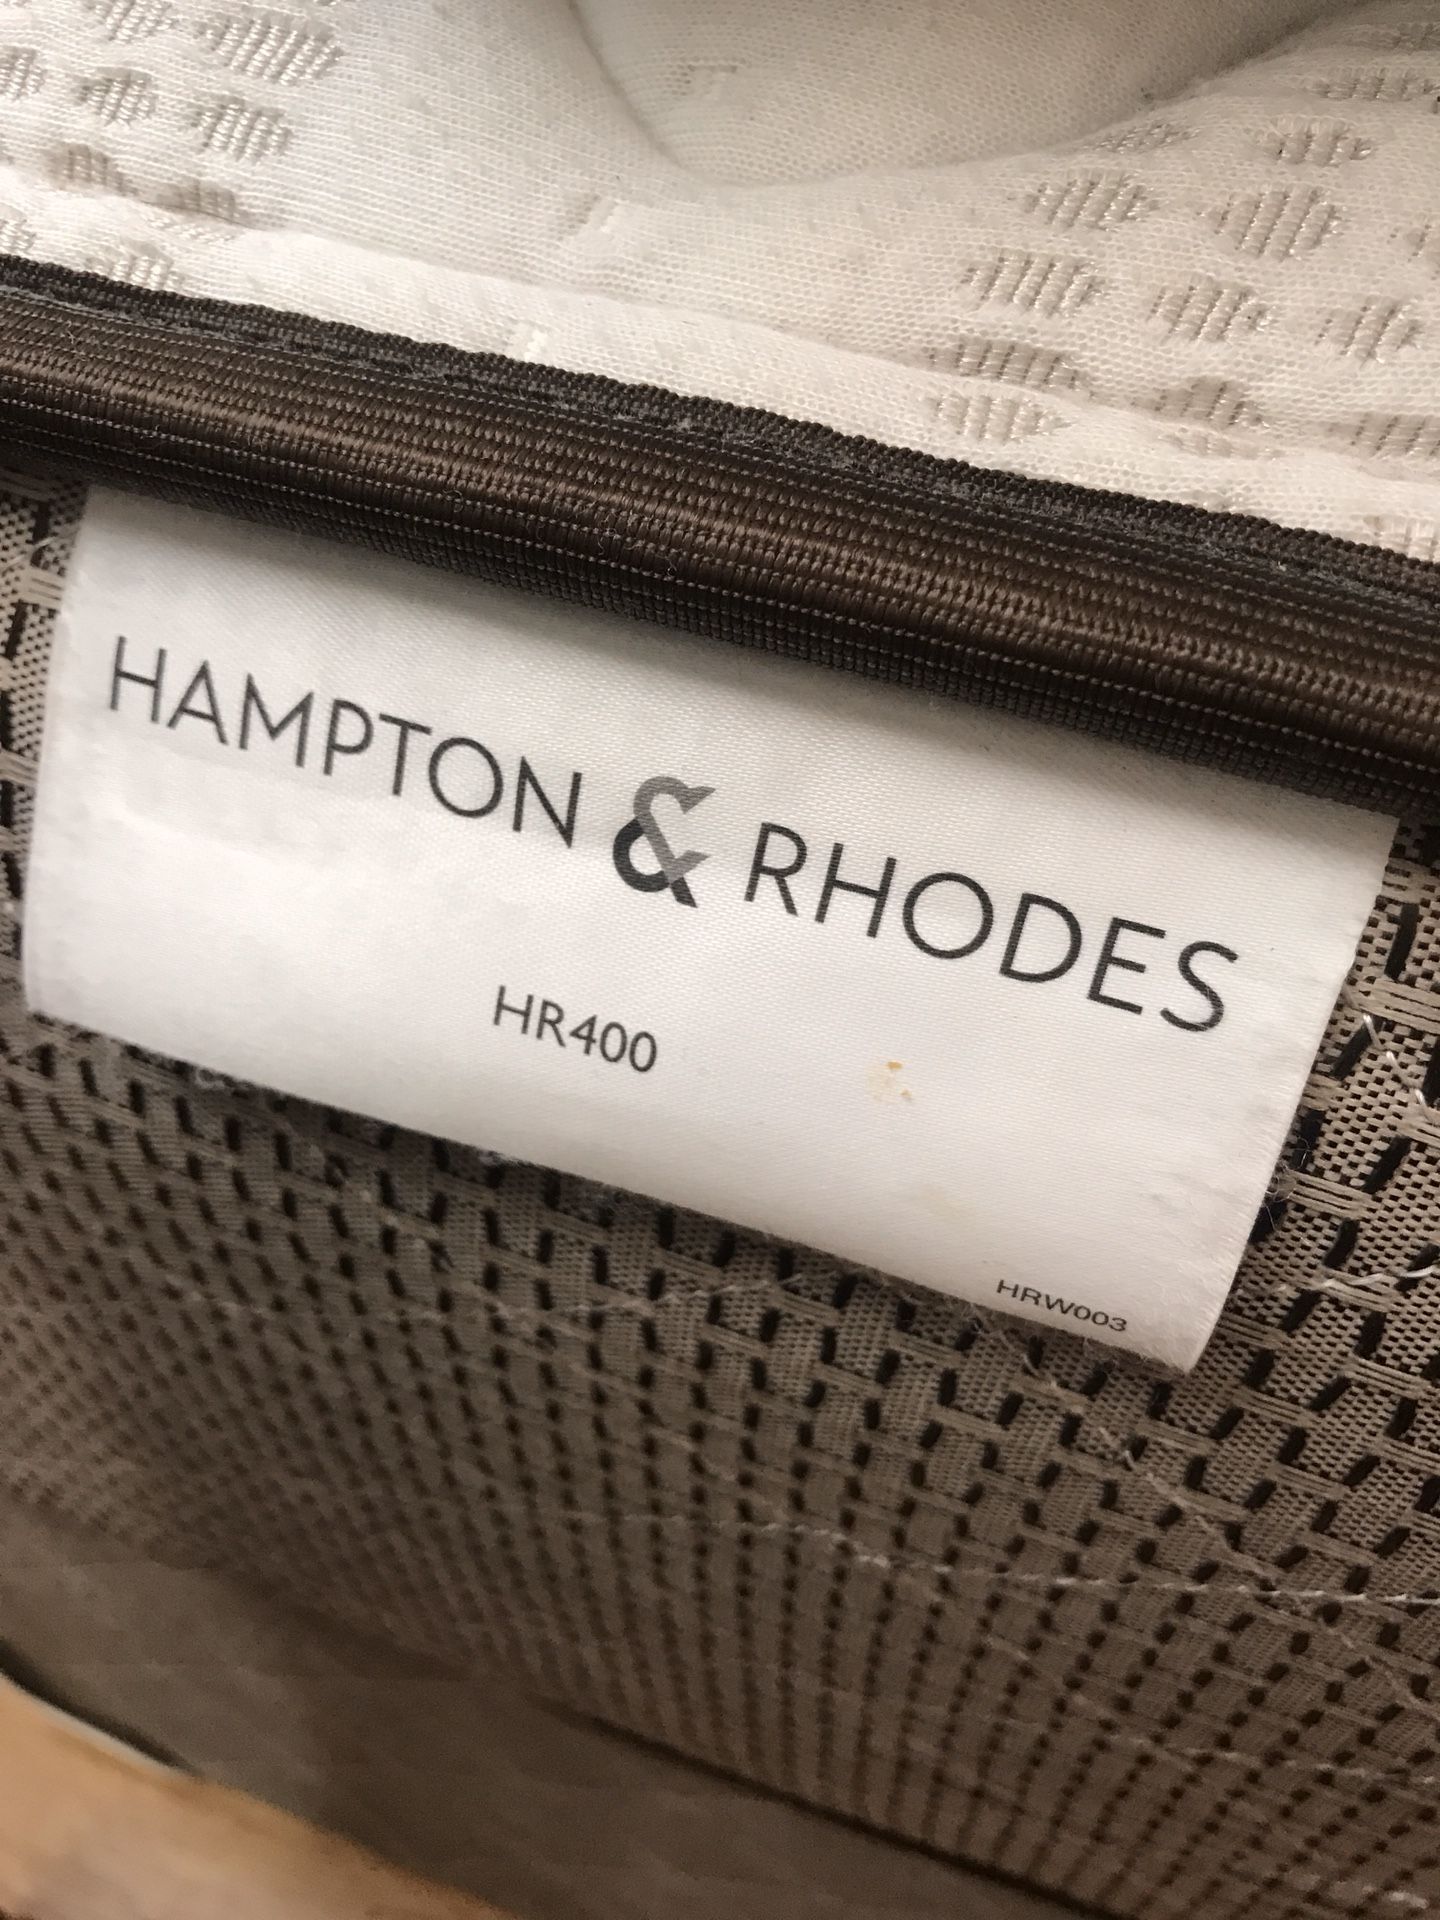 HAMPTON & RHODES
HR400
HRW003